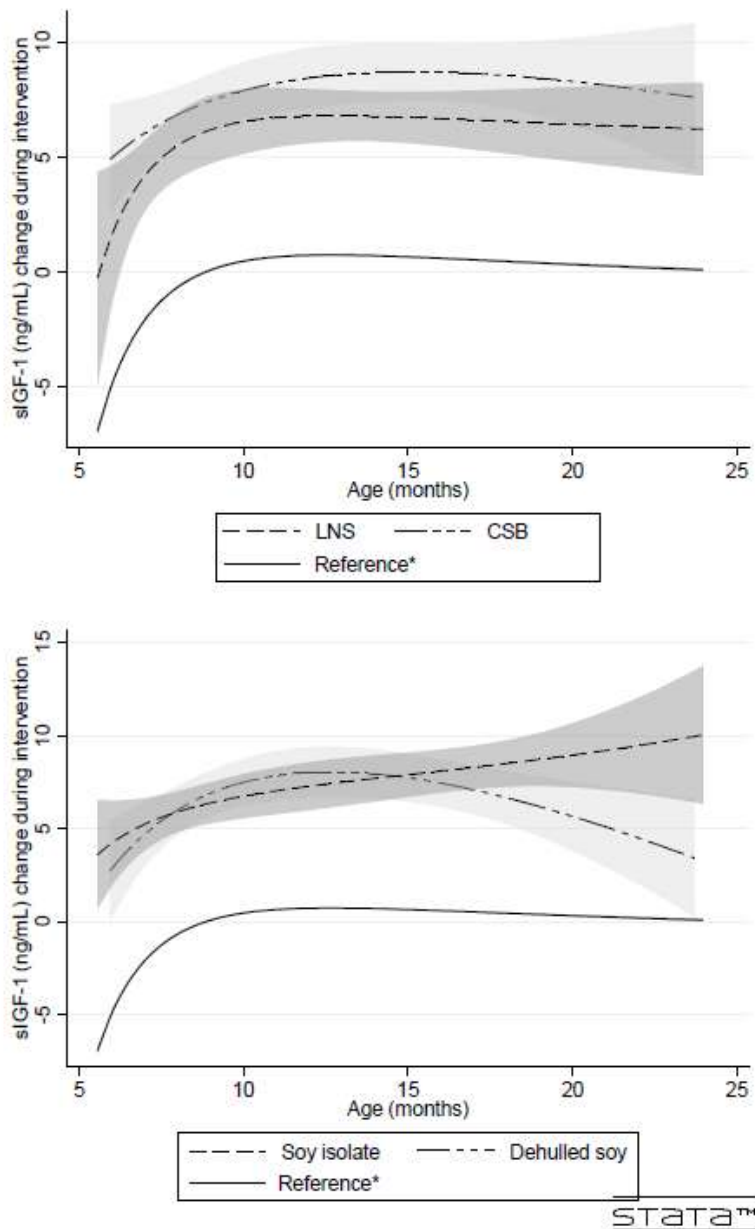 sIGF-1 (ng/mL) change during intervention
10
5
0
-5
5 10 15 20 25
Age (months)
LNS CSB
Reference*
sIGF-1 (ng/mL) change during intervention
15
10
5
0
-5
5 10 15 20 25
Age (months)
Soy isolate Dehulled soy
Reference*
STATA™